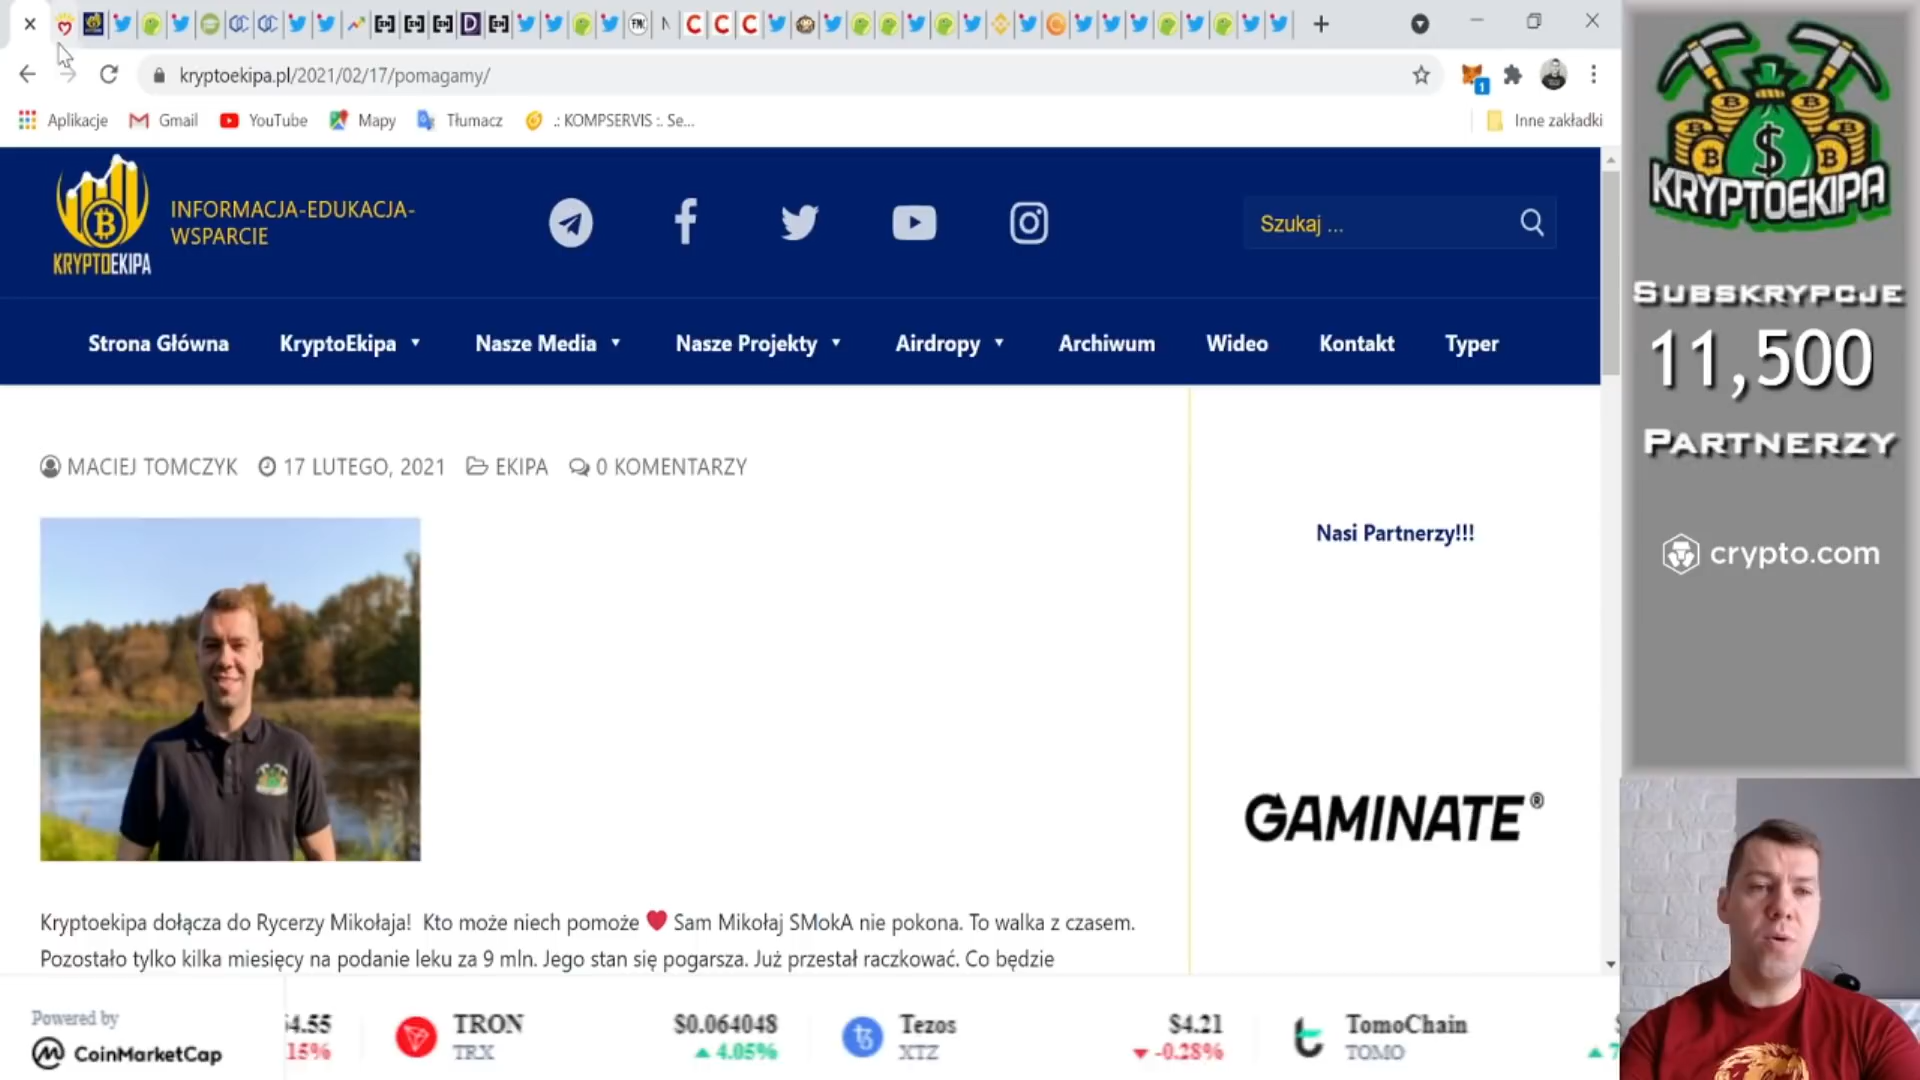 kryptoekipa.pl/2021/02/17/pomagamy/
1
Aplikacje
Gmail
YouTube
Mapy
Tłumacz
.: KOMPSERVIS :. Se...
Inne zakładki
KRYPTOEKIPA
INFORMACJA-EDUKACJA-
WSPARCIE
Szukaj ...
Strona Główna
KryptoEkipa
Nasze Media
Nasze Projekty
Airdropy
Archiwum
Wideo
Kontakt
Typer
MACIEJ TOMCZYK
17 LUTEGO, 2021
EKIPA
0 KOMENTARZY
Nasi Partnerzy!!!
GAMINATE®
Kryptoekipa dołącza do Rycerzy Mikołaja! Kto może niech pomoże ❤ Sam Mikołaj SMokA nie pokona. To walka z czasem.
Pozostało tylko kilka miesięcy na podanie leku za 9 mln. Jego stan się pogarsza. Już przestał raczkować. Co będzie
Powered by
CoinMarketCap
4.55
15%
TRON
TRX
$0.064048
4.05%
Tezos
XTZ
$4.21
-0.28%
TomoChain
TOMO
KRYPTOEKIPA
SUBSKRYPCJE
11,500
PARTNERZY
crypto.com